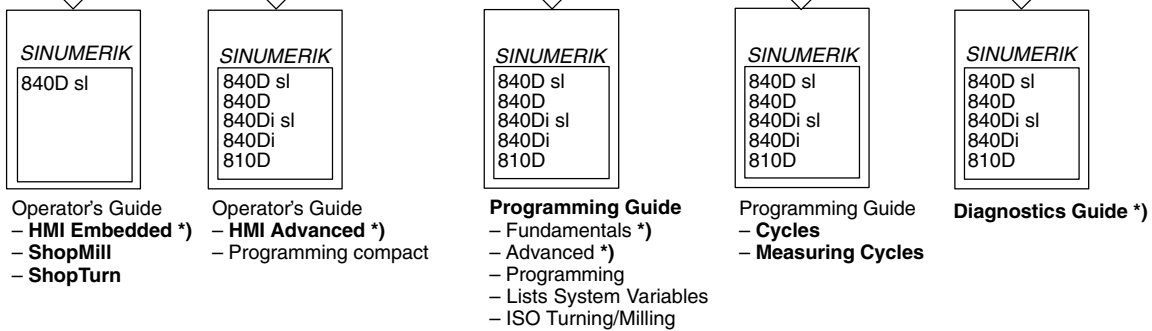 SINUMERIK
840D sl
Operator's Guide
– HMI Embedded *)
– ShopMill
– ShopTurn
SINUMERIK
840D sl
840D
840Di sl
840Di
810D
Operator's Guide
– HMI Advanced *)
– Programming compact
SINUMERIK
840D sl
840D
840Di sl
840Di
810D
Programming Guide
– Fundamentals *)
– Advanced *)
– Programming
– Lists System Variables
– ISO Turning/Milling
SINUMERIK
840D sl
840D
840Di sl
840Di
810D
Programming Guide
– Cycles
– Measuring Cycles
SINUMERIK
840D sl
840D
840Di sl
840Di
810D
Diagnostics Guide *)